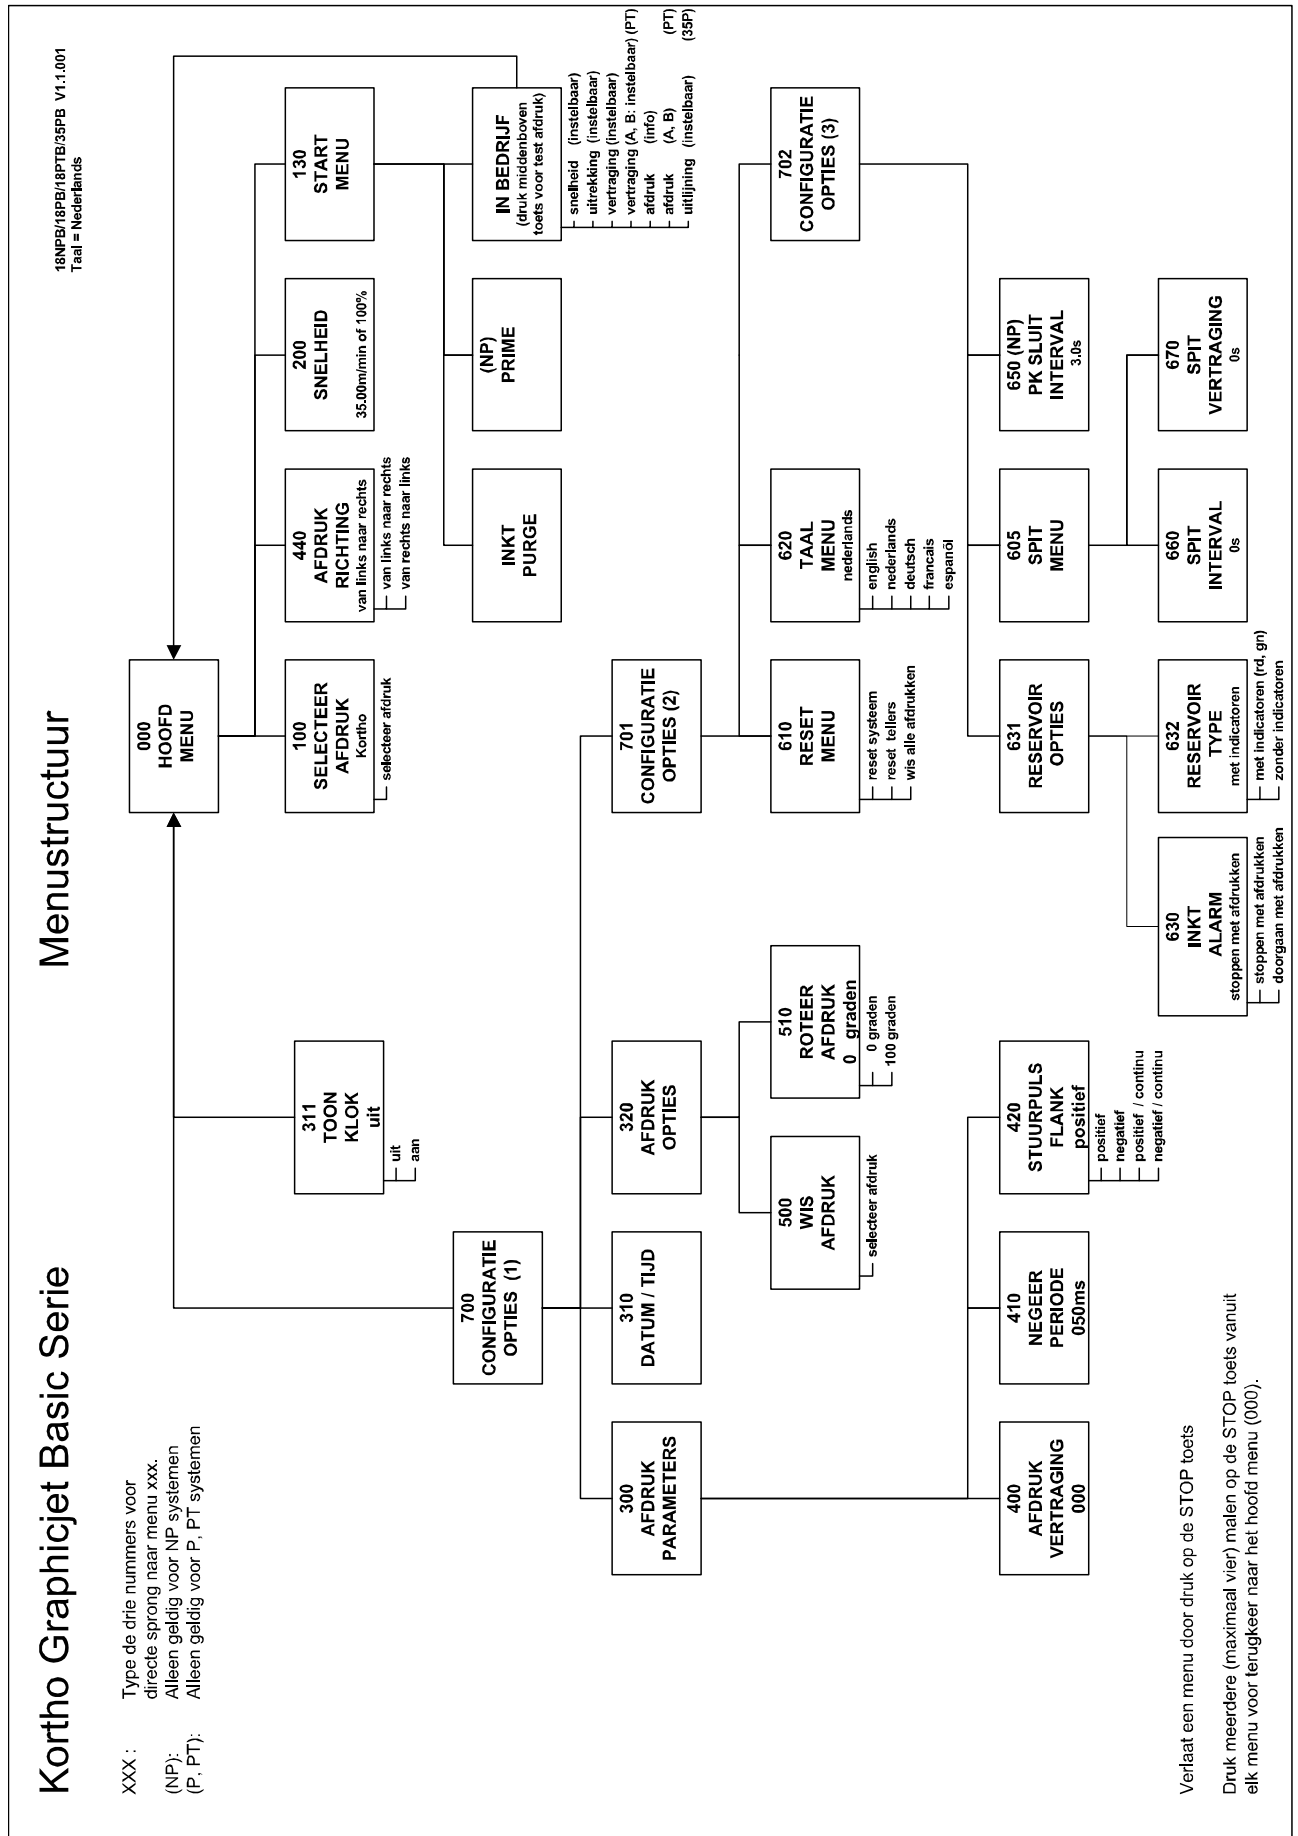 Kortho Graphicjet Basic Serie
Menustructuur
18NPB/18PB/18PTB/35PB V1.1.001
Taal = Nederlands
XXX : Type de drie nummers voor
directe sprong naar menu xxx.
(NP): Alleen geldig voor NP systemen
(P, PT): Alleen geldig voor P, PT systemen
000
HOOFD
MENU
311
TOON
KLOK
uit
uit
aan
100
SELECTEER
AFDRUK
Kortho
selecteer afdruk
440
AFDRUK
RICHTING
van links naar rechts
van links naar rechts
van rechts naar links
200
SNELHEID
35.00m/min of 100%
130
START
MENU
INKT
PURGE
(NP)
PRIME
IN BEDRIJF
(druk middenboven
toets voor test afdruk)
snelheid (instelbaar)
uitrekking (instelbaar)
vertraging (instelbaar)
vertraging (A, B: instelbaar) (PT)
afdruk (info)
afdruk (A, B) (PT)
uitlijning (instelbaar) (35P)
700
CONFIGURATIE
OPTIES (1)
300
AFDRUK
PARAMETERS
310
DATUM / TIJD
320
AFDRUK
OPTIES
701
CONFIGURATIE
OPTIES (2)
500
WIS
AFDRUK
selecteer afdruk
510
ROTEER
AFDRUK
0 graden
0 graden
100 graden
610
RESET
MENU
reset systeem
reset tellers
wis alle afdrukken
620
TAAL
MENU
nederlands
english
nederlands
deutsch
francais
espanöl
702
CONFIGURATIE
OPTIES (3)
400
AFDRUK
VERTRAGING
000
410
NEGEER
PERIODE
050ms
420
STUURPULS
FLANK
positief
positief
negatief
positief / continu
negatief / continu
631
RESERVOIR
OPTIES
605
SPIT
MENU
650 (NP)
PK SLUIT
INTERVAL
3.0s
630
INKT
ALARM
stoppen met afdrukken
stoppen met afdrukken
doorgaan met afdrukken
632
RESERVOIR
TYPE
met indicatoren
met indicatoren (rd, gn)
zonder indicatoren
660
SPIT
INTERVAL
0s
670
SPIT
VERTRAGING
0s
Verlaat een menu door druk op de STOP toets
Druk meerdere (maximaal vier) malen op de STOP toets vanuit
elk menu voor terugkeer naar het hoofd menu (000).